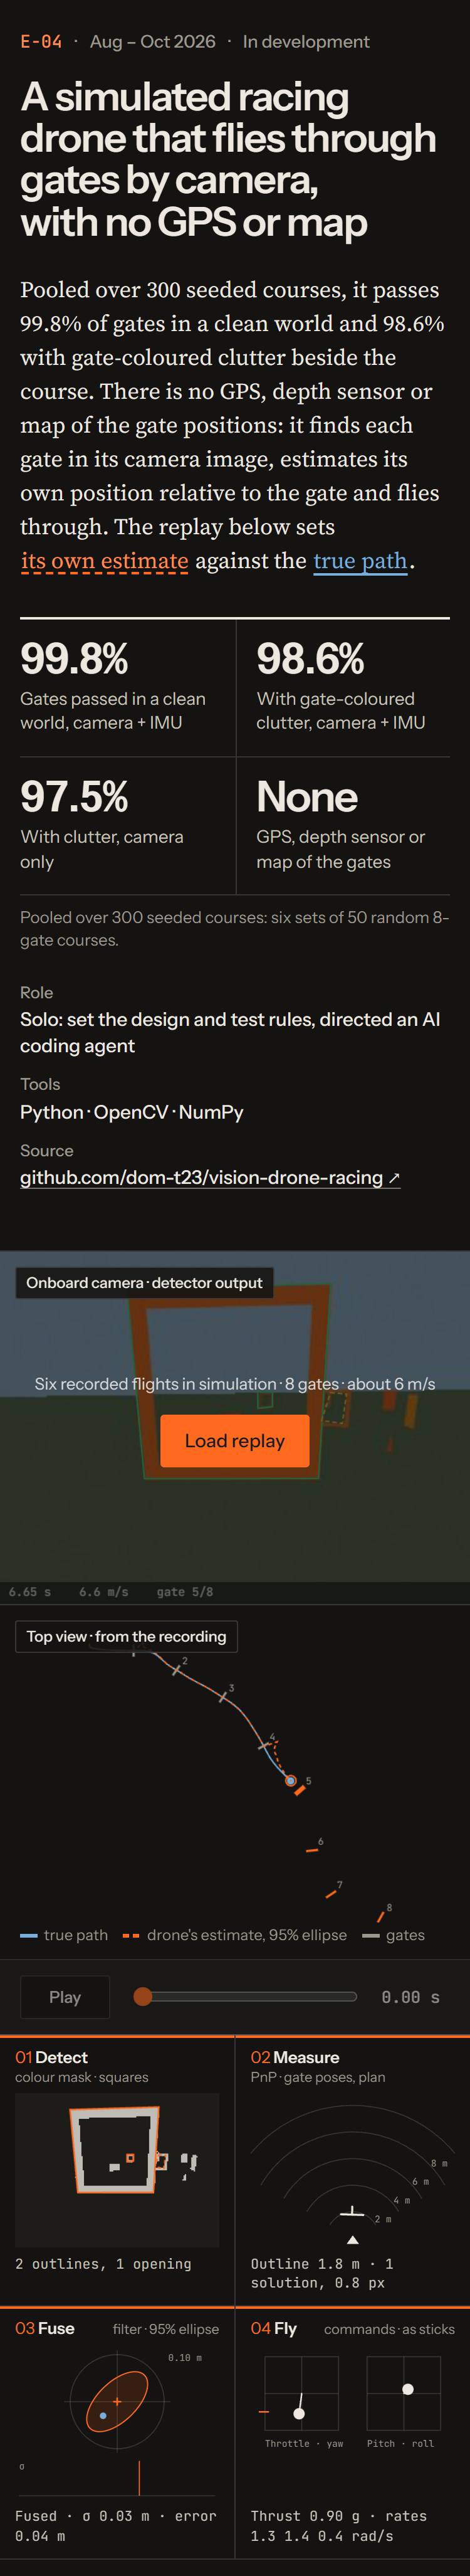 E-04 · Aug – Oct 2026 · In development
A simulated racing
drone that flies through
gates by camera,
with no GPS or map
Pooled over 300 seeded courses, it passes
99.8% of gates in a clean world and 98.6%
with gate-coloured clutter beside the
course. There is no GPS, depth sensor or
map of the gate positions: it finds each
gate in its camera image, estimates its
own position relative to the gate and flies
through. The replay below sets
its own estimate against the true path.
99.8%
Gates passed in a clean
world, camera + IMU
98.6%
With gate-coloured
clutter, camera + IMU
97.5%
With clutter, camera
only
None
GPS, depth sensor or
map of the gates
Pooled over 300 seeded courses: six sets of 50 random 8-
gate courses.
Role
Solo: set the design and test rules, directed an AI
coding agent
Tools
Python · OpenCV · NumPy
Source
github.com/dom-t23/vision-drone-racing ↗
Onboard camera · detector output
Six recorded flights in simulation · 8 gates · about 6 m/s
Load replay
6.65 s 6.6 m/s gate 5/8
Top view · from the recording
2
3
4
5
6
7
8
true path drone's estimate, 95% ellipse gates
Play 0.00 s
01 Detect
colour mask · squares
2 outlines, 1 opening
02 Measure
PnP · gate poses, plan
8 m
6 m
4 m
2 m
Outline 1.8 m · 1
solution, 0.8 px
03 Fuse filter · 95% ellipse
0.10 m
σ
Fused · σ 0.03 m · error
0.04 m
04 Fly commands · as sticks
Throttle · yaw Pitch · roll
Thrust 0.90 g · rates
1.3 1.4 0.4 rad/s